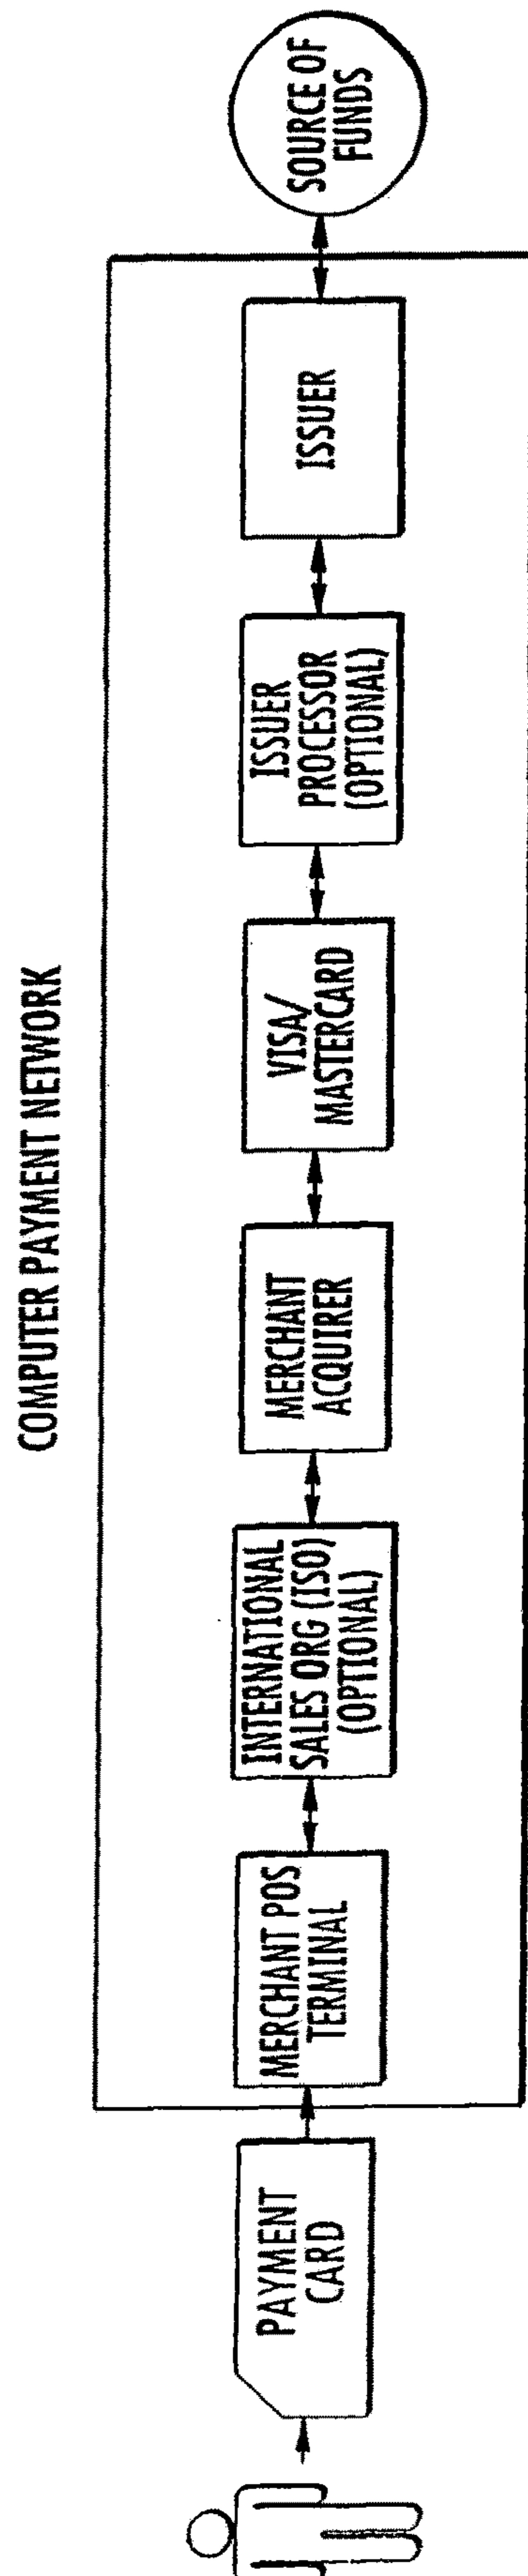 COMPUTER PAYMENT NETWORK
PAYMENT
CARD
MERCHANT POS
TERMINAL
INTERNATIONAL
SALES ORG (ISO)
(OPTIONAL)
MERCHANT
ACQUIRER
VISA/
MASTERCARD
ISSUER
PROCESSOR
(OPTIONAL)
ISSUER
SOURCE OF
FUNDS